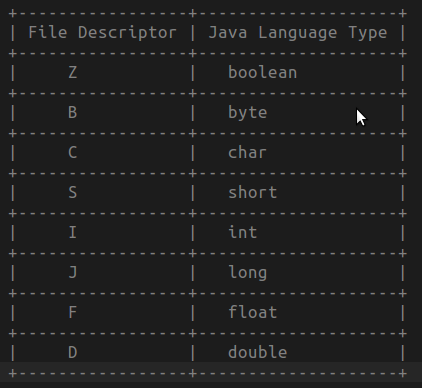 +-----------------+--------------------+
| File Descriptor | Java Language Type |
+-----------------+--------------------+
|     Z           |   boolean          |
+-----------------+--------------------+
|     B           |   byte             |
+-----------------+--------------------+
|     C           |   char             |
+-----------------+--------------------+
|     S           |   short            |
+-----------------+--------------------+
|     I           |   int              |
+-----------------+--------------------+
|     J           |   long             |
+-----------------+--------------------+
|     F           |   float            |
+-----------------+--------------------+
|     D           |   double           |
+-----------------+--------------------+